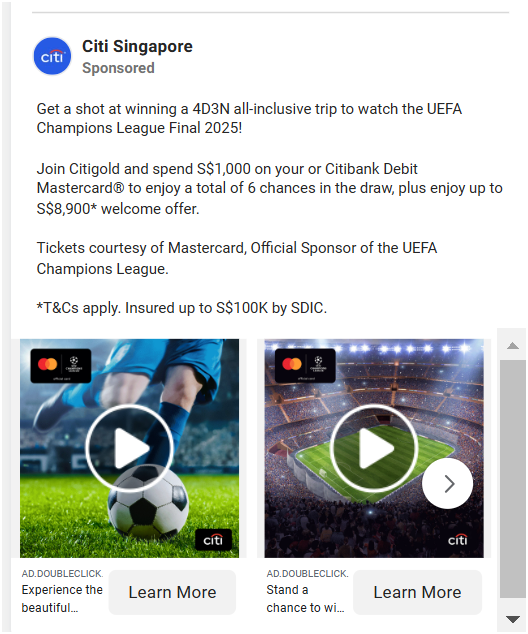 Citi Singapore
Sponsored
Get a shot at winning a 4D3N all-inclusive trip to watch the UEFA
Champions League Final 2025!
Join Citigold and spend S$1,000 on your or Citibank Debit
Mastercard® to enjoy a total of 6 chances in the draw, plus enjoy up to
S$8,900* welcome offer.
Tickets courtesy of Mastercard, Official Sponsor of the UEFA
Champions League.
*T&Cs apply. Insured up to S$100K by SDIC.
citi
citi
citi
AD.DOUBLECLICK.
Experience the
beautiful...
Learn More
AD.DOUBLECLICK.
Stand a
chance to wi...
Learn More